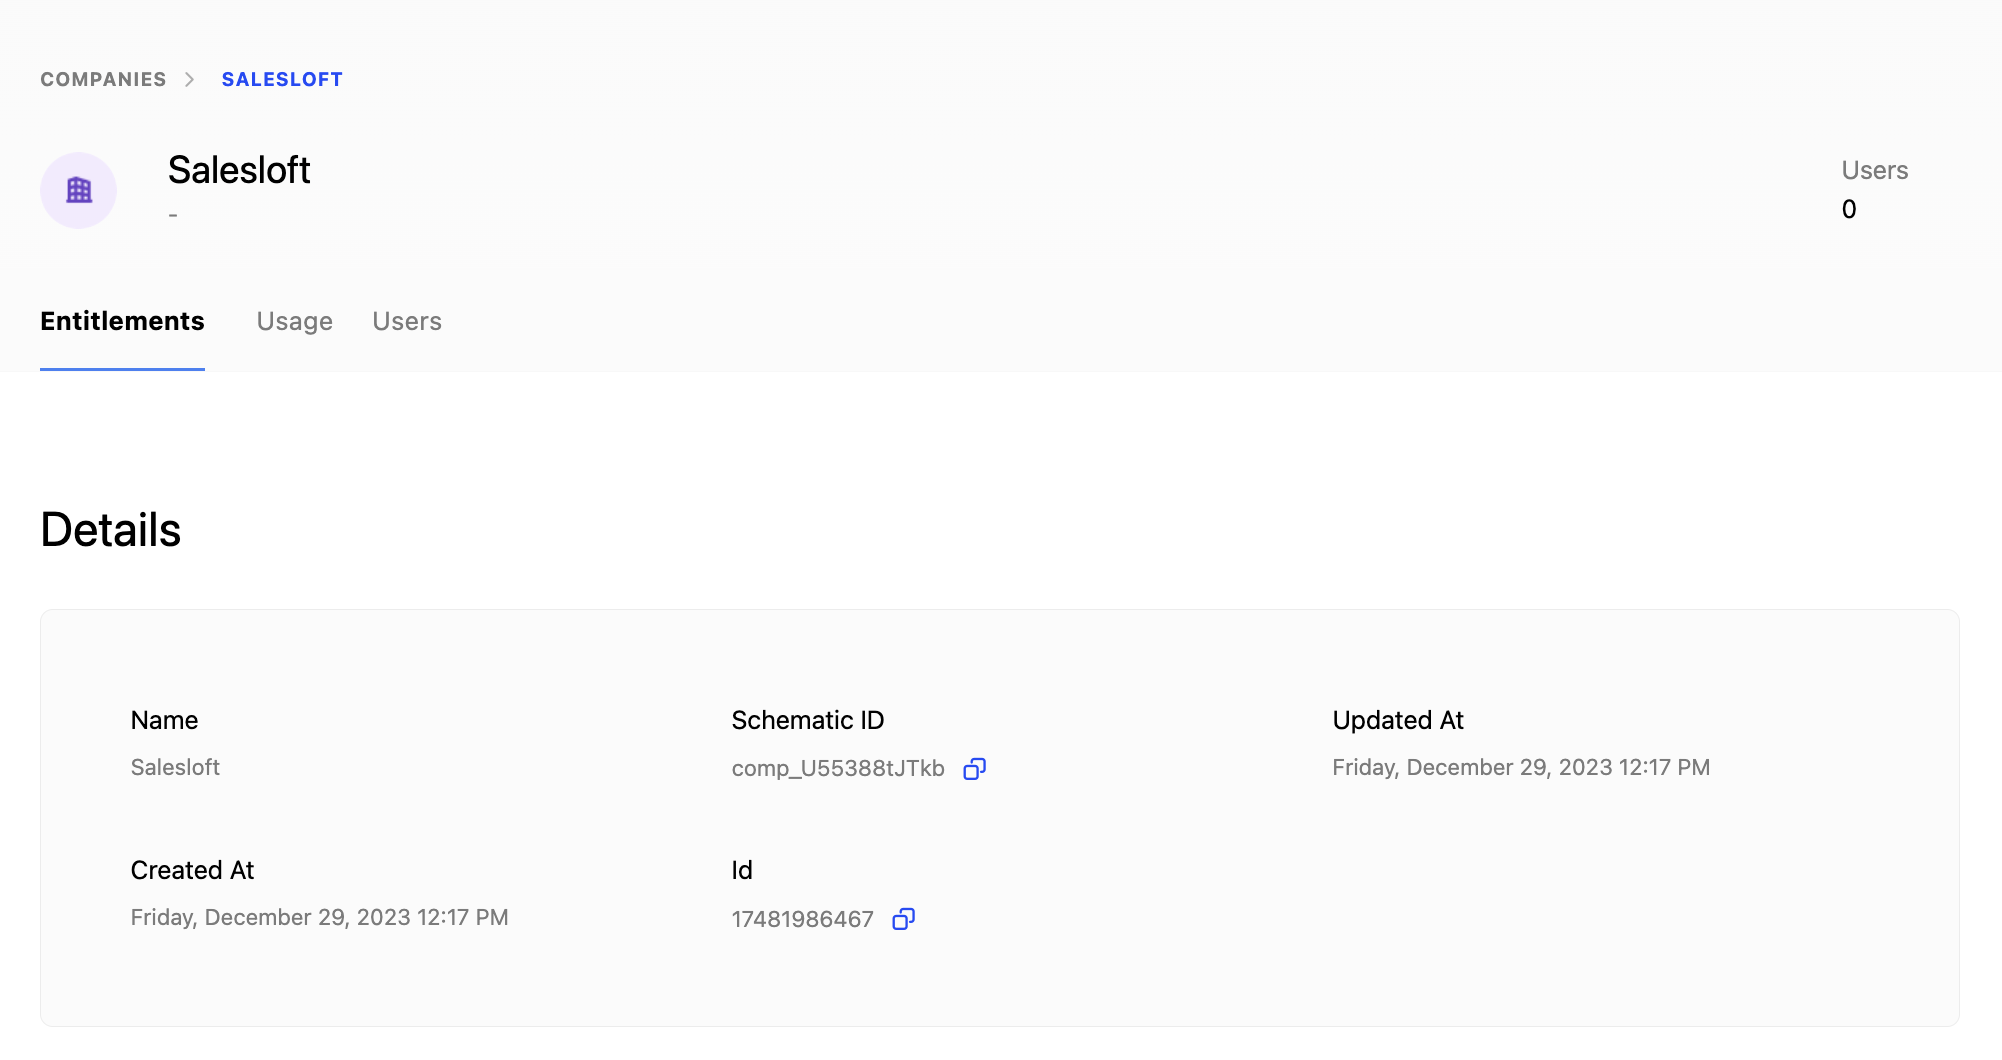 COMPANIES > SALESLOFT
Salesloft
-
Users
0
Entitlements Usage Users
Details
Name
Salesloft
Schematic ID
comp_U55388tJTkb
Updated At
Friday, December 29, 2023 12:17 PM
Created At
Friday, December 29, 2023 12:17 PM
Id
17481986467